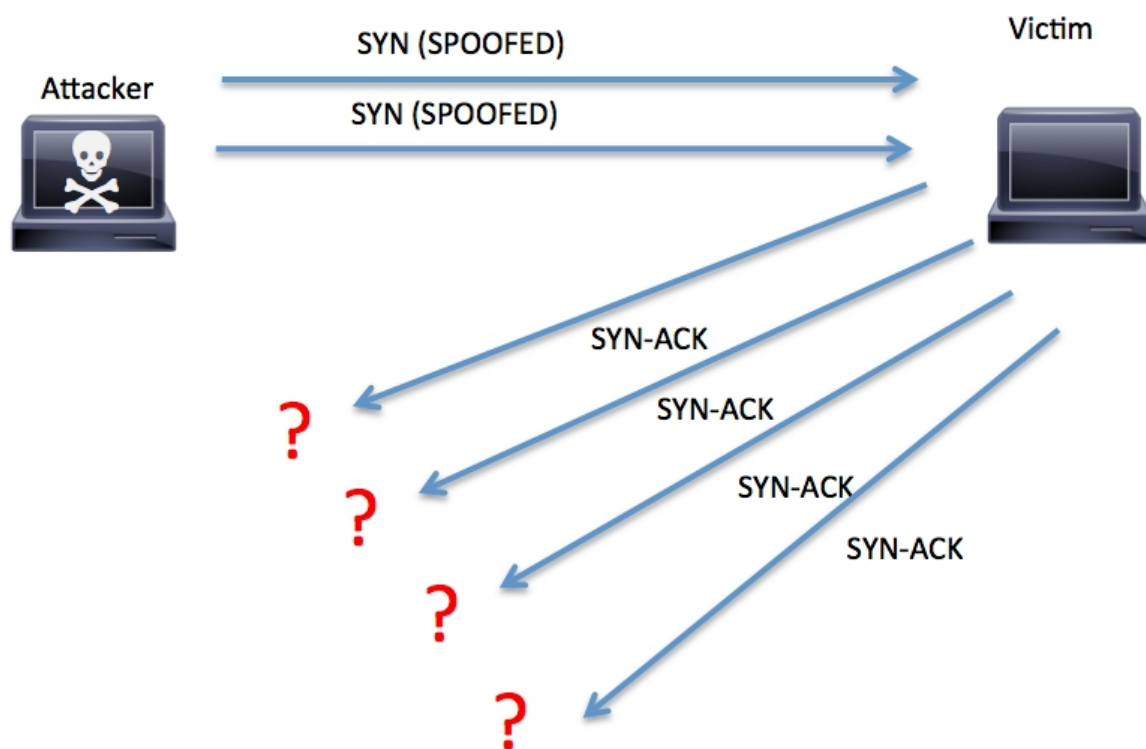 SYN (SPOOFED)
Victim
Attacker
SYN (SPOOFED)
SYN-ACK
?
SYN-ACK
?
SYN-ACK
SYN-ACK
?
?